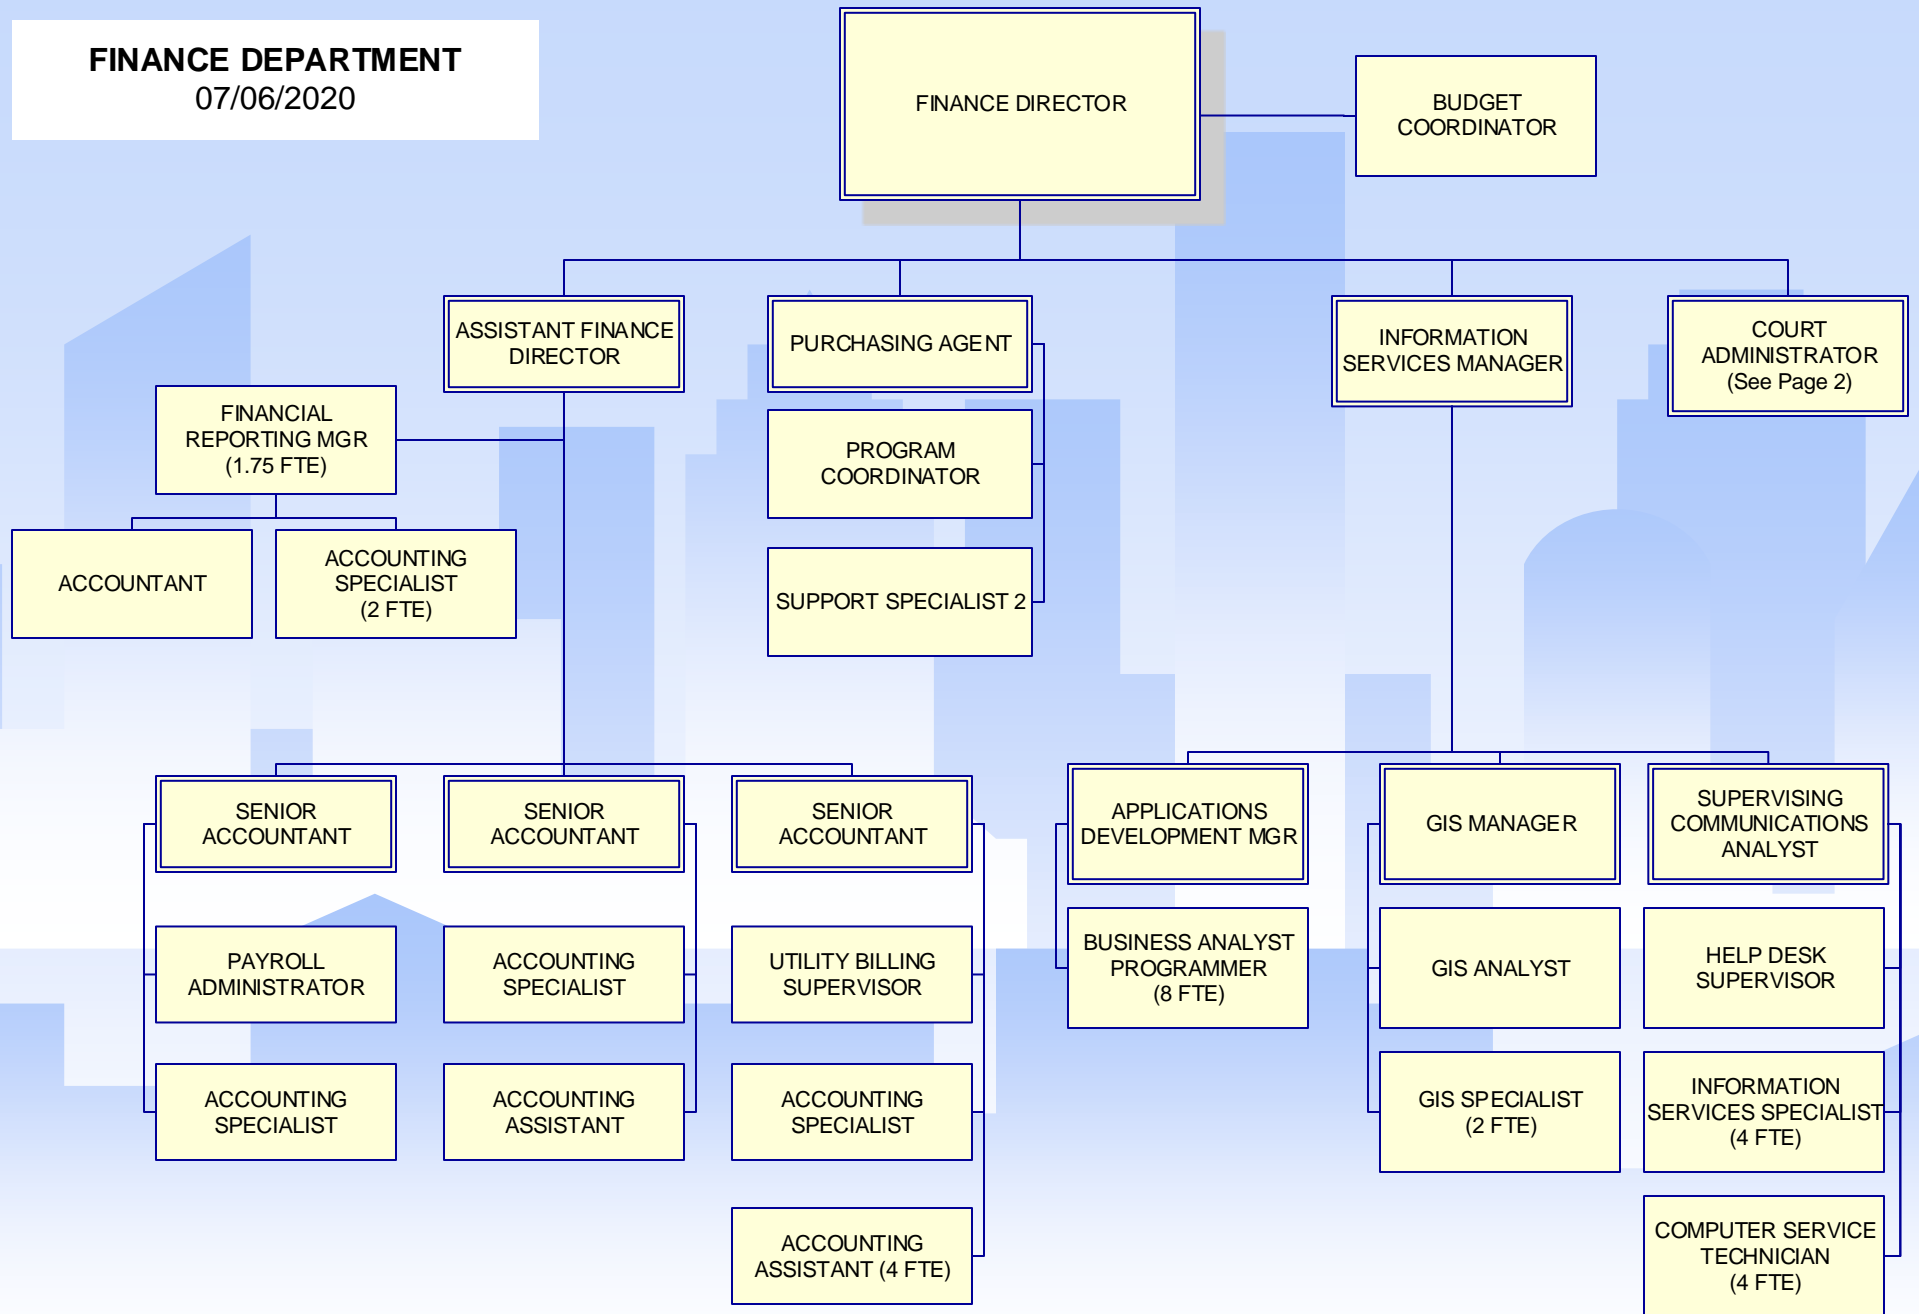 FINANCE DEPARTMENT
07/06/2020
FINANCE DIRECTOR
BUDGET
COORDINATOR
ASSISTANT FINANCE
DIRECTOR
PURCHASING AGENT
INFORMATION
SERVICES MANAGER
COURT
ADMINISTRATOR
(See Page 2)
FINANCIAL
REPORTING MGR
(1.75 FTE)
PROGRAM
COORDINATOR
ACCOUNTANT
ACCOUNTING
SPECIALIST
(2 FTE)
SUPPORT SPECIALIST 2
SENIOR
ACCOUNTANT
SENIOR
ACCOUNTANT
SENIOR
ACCOUNTANT
APPLICATIONS
DEVELOPMENT MGR
GIS MANAGER
SUPERVISING
COMMUNICATIONS
ANALYST
PAYROLL
ADMINISTRATOR
ACCOUNTING
SPECIALIST
UTILITY BILLING
SUPERVISOR
BUSINESS ANALYST
PROGRAMMER
(8 FTE)
GIS ANALYST
HELP DESK
SUPERVISOR
ACCOUNTING
SPECIALIST
ACCOUNTING
ASSISTANT
ACCOUNTING
SPECIALIST
GIS SPECIALIST
(2 FTE)
INFORMATION
SERVICES SPECIALIST
(4 FTE)
ACCOUNTING
ASSISTANT (4 FTE)
COMPUTER SERVICE
TECHNICIAN
(4 FTE)